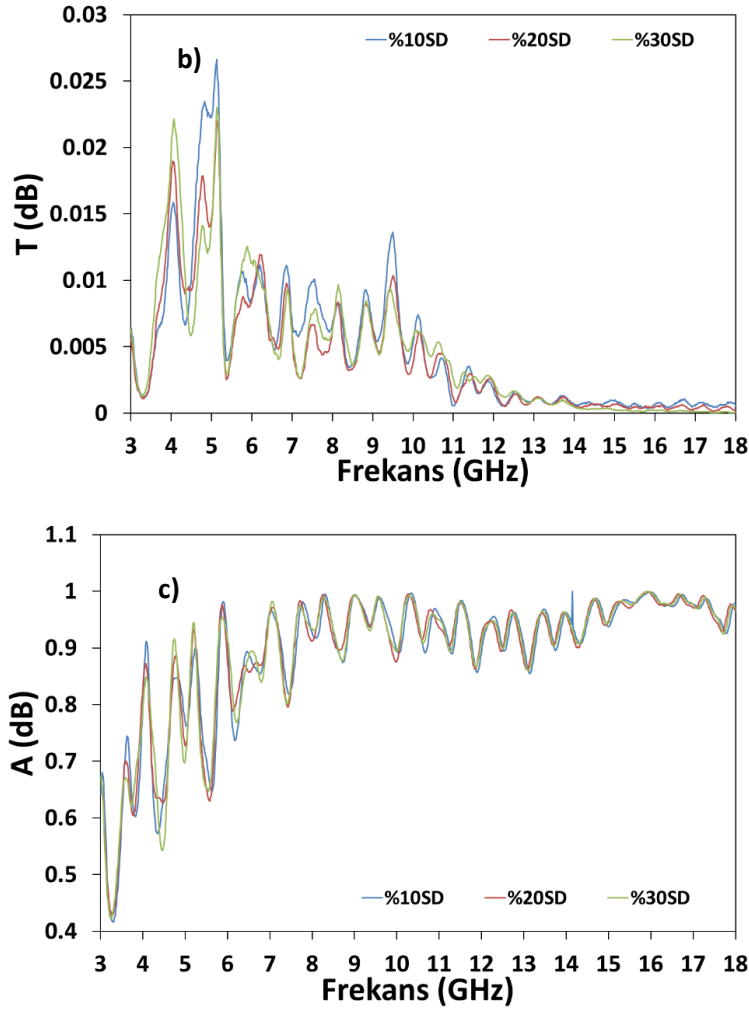 0.03
%10SD %20SD %30SD
b)
0.025
0.02
T (dB)
0.015
0.01
0.005
0
3 4 5 6 7 8 9 10 11 12 13 14 15 16 17 18
Frekans (GHz)
1.1
c)
1
0.9
0.8
A (dB)
0.7
0.6
0.5
%10SD %20SD %30SD
0.4
3 4 5 6 7 8 9 10 11 12 13 14 15 16 17 18
Frekans (GHz)